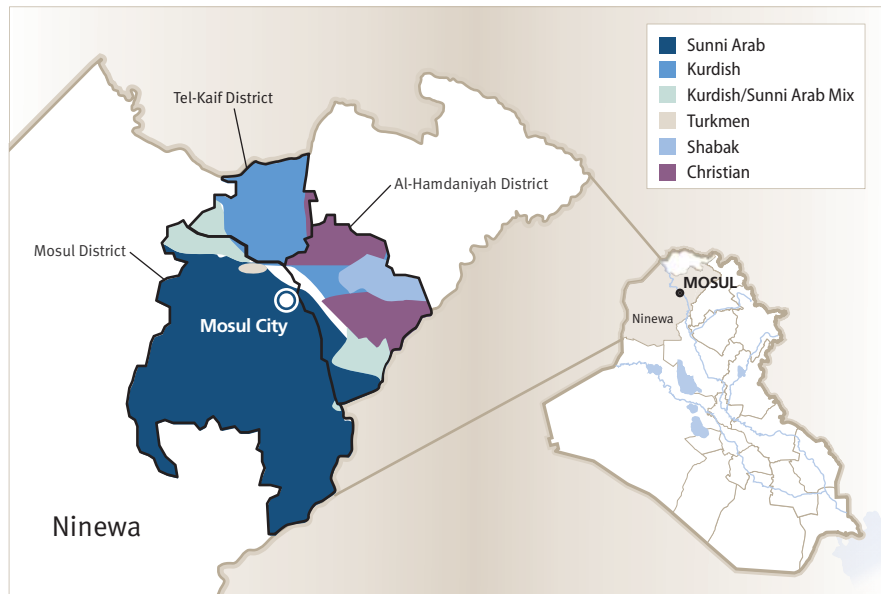 Sunni Arab
Kurdish
Kurdish/Sunni Arab Mix
Turkmen
Shabak
Christian
Tel-Kaif District
Al-Hamdaniyah District
Mosul District
Mosul City
Ninewa
MOSUL
Ninewa